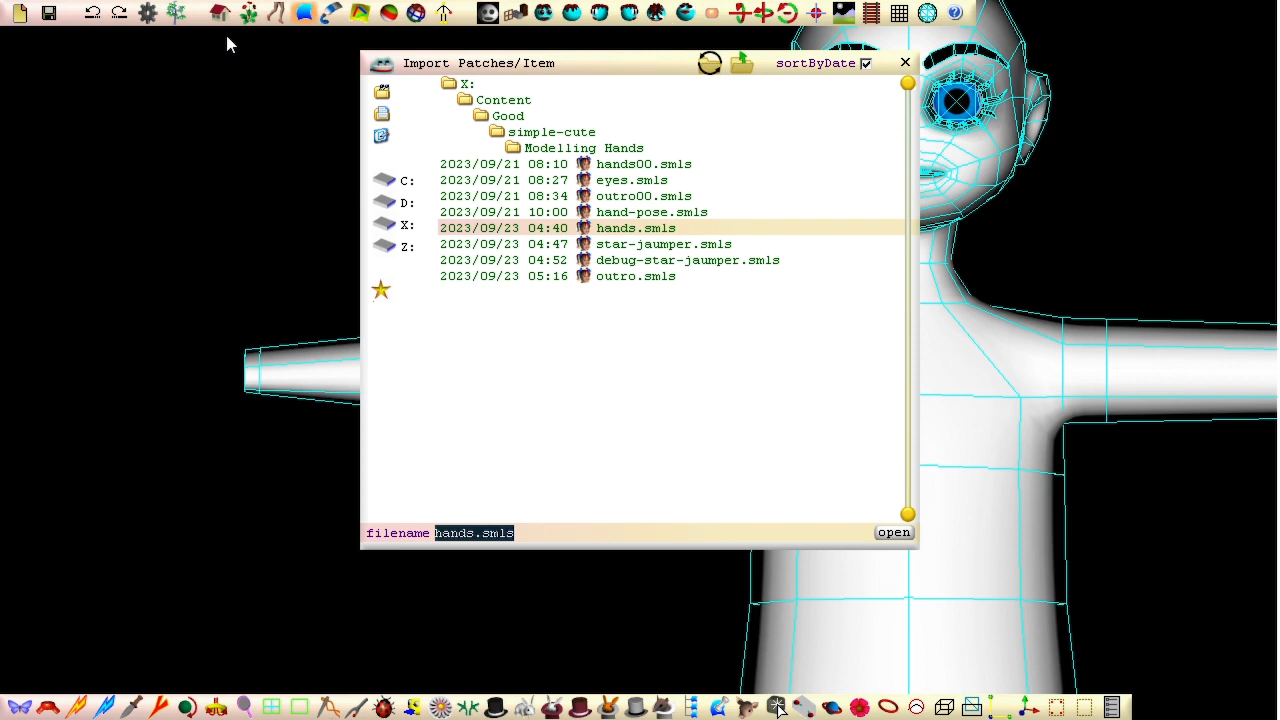 Import Patches/Item
sortByDate
X:
Content
Good
simple-cute
Modelling Hands
2023/09/21 08:10 hands00.smls
2023/09/21 08:27 eyes.smls
2023/09/21 08:34 outro00.smls
2023/09/21 10:00 hand-pose.smls
2023/09/23 04:40 hands.smls
2023/09/23 04:47 star-jaumper.smls
2023/09/23 04:52 debug-star-jaumper.smls
2023/09/23 05:16 outro.smls
C:
D:
X:
Z:
filename hands.smls
open